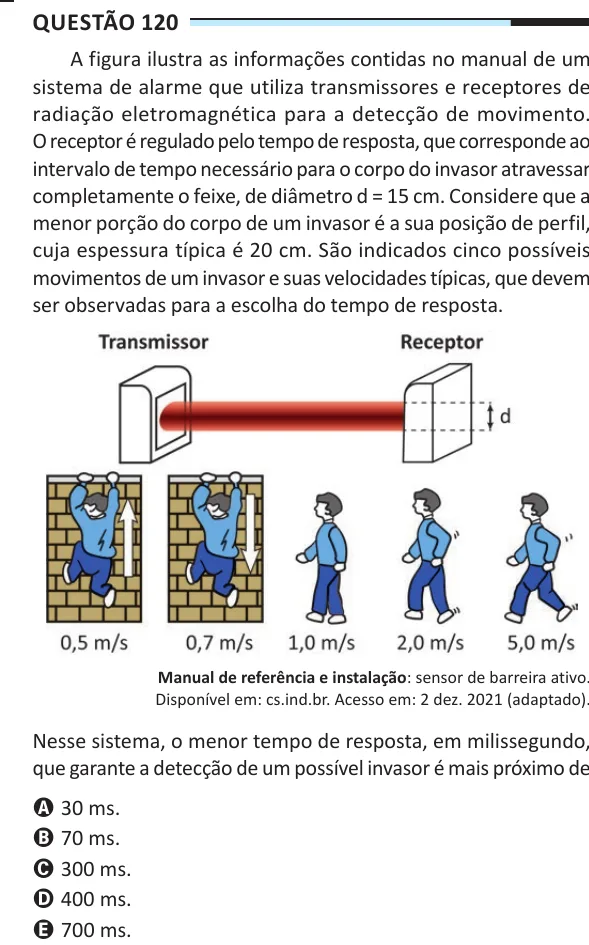 QUESTÃO 120
A figura ilustra as informações contidas no manual de um
sistema de alarme que utiliza transmissores e receptores de
radiação eletromagnética para a detecção de movimento.
O receptor é regulado pelo tempo de resposta, que corresponde ao
intervalo de tempo necessário para o corpo do invasor atravessar
completamente o feixe, de diâmetro d = 15 cm. Considere que a
menor porção do corpo de um invasor é a sua posição de perfil,
cuja espessura típica é 20 cm. São indicados cinco possíveis
movimentos de um invasor e suas velocidades típicas, que devem
ser observadas para a escolha do tempo de resposta.
Transmissor Receptor
d
0,5 m/s 0,7 m/s 1,0 m/s 2,0 m/s 5,0 m/s
Manual de referência e instalação: sensor de barreira ativo.
Disponível em: cs.ind.br. Acesso em: 2 dez. 2021 (adaptado).
Nesse sistema, o menor tempo de resposta, em milissegundo,
que garante a detecção de um possível invasor é mais próximo de
A 30 ms.
B 70 ms.
C 300 ms.
D 400 ms.
E 700 ms.